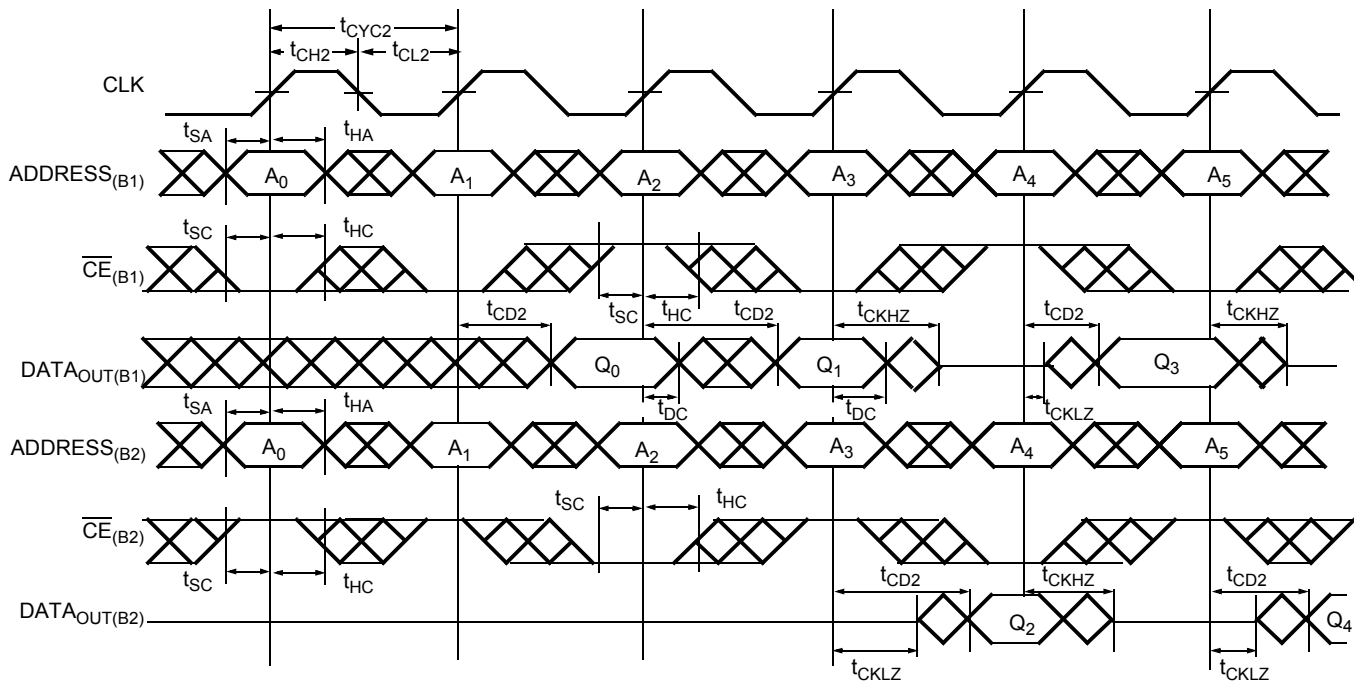 tCYC2
tCH2 tCL2
CLK
tSA tHA
ADDRESS(B1) A0 A1 A2 A3 A4 A5
tSC tHC
CE(B1)
tSC tHC
tCD2 tCD2 tCKHZ tCD2 tCKHZ
DATAOUT(B1) Q0 Q1 Q3
tSA tHA tDC tDC tCKLZ
ADDRESS(B2) A0 A1 A2 A3 A4 A5
tSC tHC
CE(B2)
tSC tHC
tCD2 tCKHZ tCD2
DATAOUT(B2) Q2 Q4
tCKLZ tCKLZ